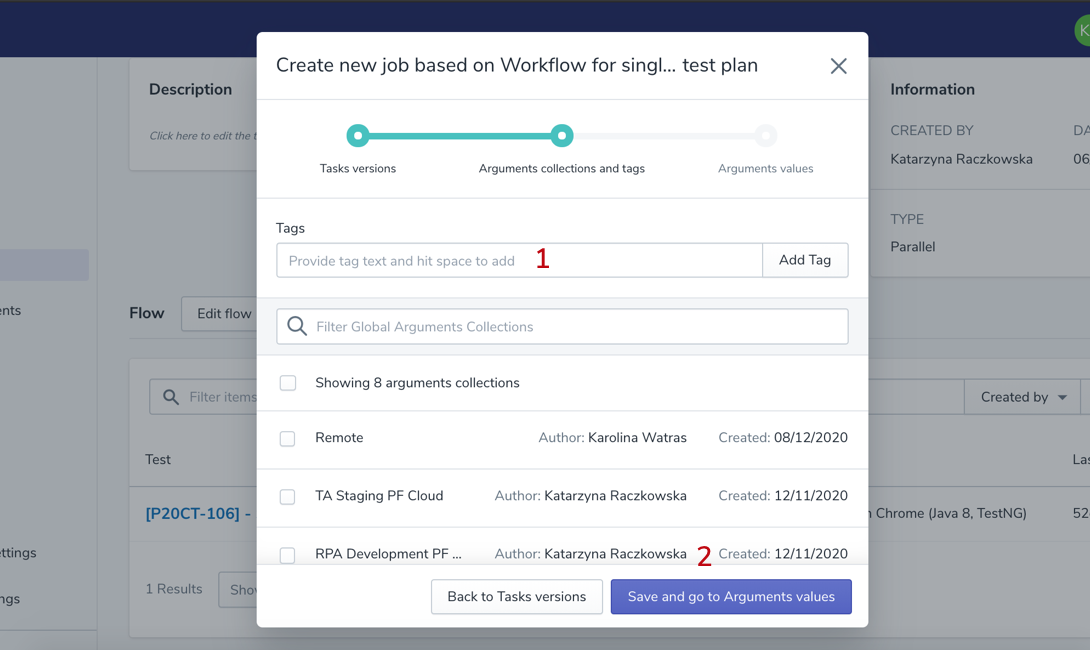 K
Create new job based on Workflow for singl... test plan
Tasks versions
Arguments collections and tags
Arguments values
Tags
Provide tag text and hit space to add
1
Add Tag
Filter Global Arguments Collections
Showing 8 arguments collections
Remote Author: Karolina Watras Created: 08/12/2020
TA Staging PF Cloud Author: Katarzyna Raczkowska Created: 12/11/2020
RPA Development PF ... Author: Katarzyna Raczkowska Created: 12/11/2020
2
Back to Tasks versions
Save and go to Arguments values
Description
Click here to edit the t
Information
CREATED BY
DA
Katarzyna Raczkowska
06
TYPE
Parallel
ents
Flow
Edit flow
Filter items
Created by
Test
Las
[P20CT-106] -
n Chrome (Java 8, TestNG)
52
ettings
1 Results
Show
ngs